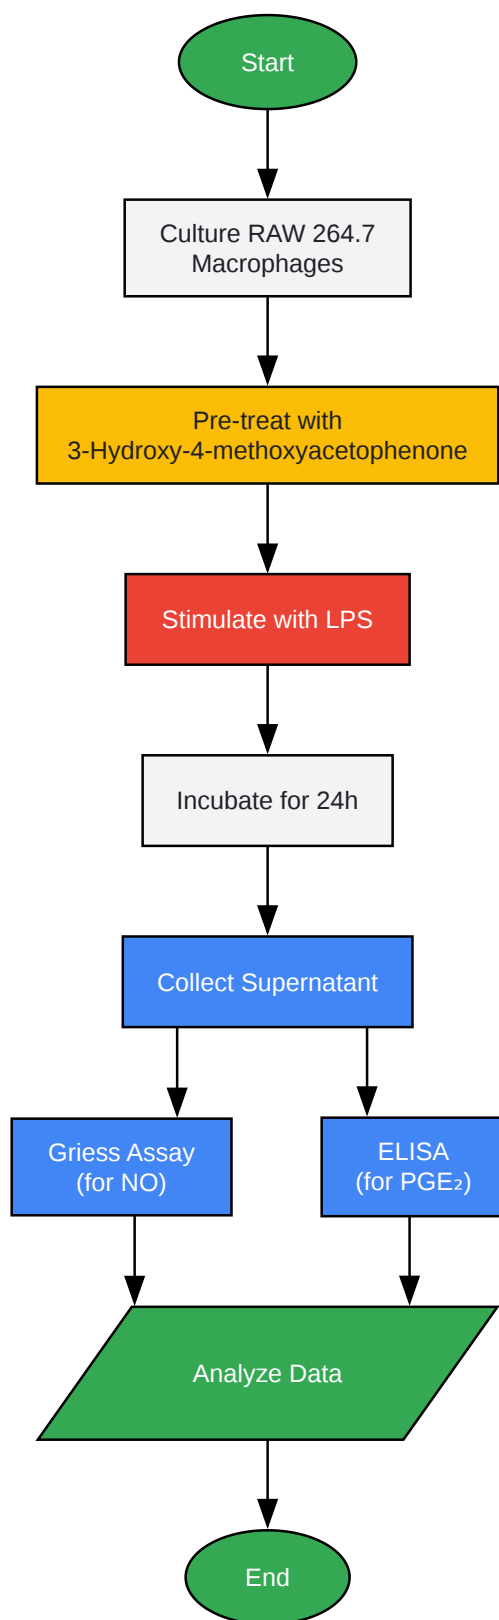 Start
Culture RAW 264.7
Macrophages
Pre-treat with
3-Hydroxy-4-methoxyacetophenone
Stimulate with LPS
Incubate for 24h
Collect Supernatant
Griess Assay
(for NO)
ELISA
(for PGE₂)
Analyze Data
End